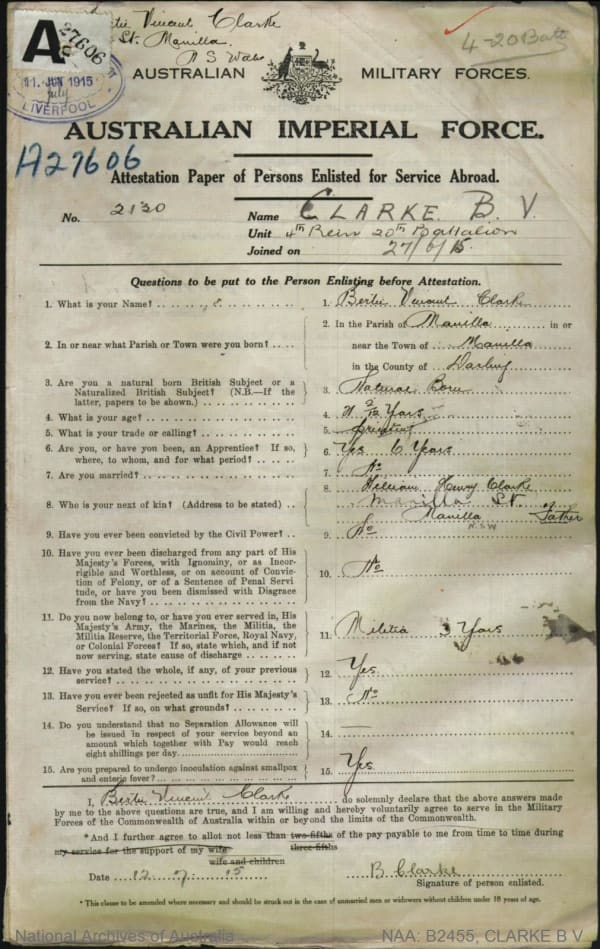 Bertie Vincent Clarke
St. Manilla.
N S Wales
4-20 Batt
A
27606
11. JUN 1915
July
LIVERPOOL
AUSTRALIAN MILITARY FORCES.
AUSTRALIAN IMPERIAL FORCE.
A27606
Attestation Paper of Persons Enlisted for Service Abroad.
No. 2130 Name CLARKE. B. V.
Unit 4th Rein 20th Battalion
Joined on 27/6/15.
Questions to be put to the Person Enlisting before Attestation.
1. What is your Name? 1. Bertie Vincent Clarke
2. In or near what Parish or Town were you born? 2. In the Parish of Manilla in or
near the Town of Manilla
in the County of Darling
3. Are you a natural born British Subject or a
Naturalized British Subject? (N.B.—If the
latter, papers to be shown.) 3. Natural Born
4. What is your age? 4. Years
5. What is your trade or calling? 5.
6. Are you, or have you been, an Apprentice? If so,
where, to whom, and for what period? 6. Yes 6 Years
7. Are you married? 7. No
8. Who is your next of kin? (Address to be stated) 8. William Henry Clarke
Manilla St.
Manilla Father
N.S.W
9. Have you ever been convicted by the Civil Power? 9. No
10. Have you ever been discharged from any part of His
Majesty's Forces, with Ignominy, or as Incor-
rigible and Worthless, or on account of Convic-
tion of Felony, or of a Sentence of Penal Servi
tude, or have you been Dismissed with Disgrace
from the Navy? 10. No
11. Do you now belong to, or have you ever served in, His
Majesty's Army, the Marines, the Militia, the
Militia Reserve, the Territorial Force, Royal Navy,
or Colonial Forces? If so, state which, and if not
now serving, state cause of discharge 11. Militia 3 Years
12. Have you stated the whole, if any, of your previous
service? 12. Yes
13. Have you ever been rejected as unfit for His Majesty's
Service? If so, on what grounds? 13. No
14. Do you understand that no Separation Allowance will
be issued in respect of your service beyond an
amount which together with Pay would reach
eight shillings per day. 14. —
15. Are you prepared to undergo inoculation against smallpox
and enteric fever? 15. Yes
I, Bertie Vincent Clarke do solemnly declare that the above answers made
by me to the above questions are true, and I am willing and hereby voluntarily agree to serve in the Military
Forces of the Commonwealth of Australia within or beyond the limits of the Commonwealth.
*And I further agree to allot not less than two-fifths of the pay payable to me from time to time during
three-fifths
my service for the support of my wife
wife and children
Date 12. 7. 15 B Clarke
Signature of person enlisted.
*This clause to be amended where necessary and should be struck out in the case of unmarried men or widowers without children under 18 years of age.
National Archives of Australia NAA: B2455, CLARKE B V